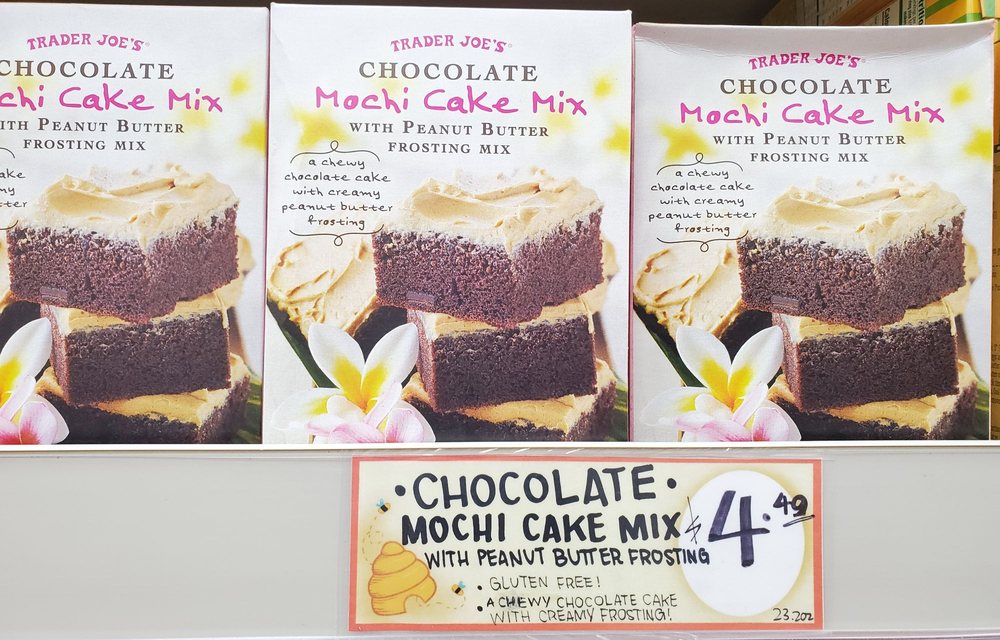 TRADER JOE'S
CHOCOLATE
chi Cake Mix
ITH PEANUT BUTTER
FROSTING MIX
TRADER JOE'S
CHOCOLATE
Mochi Cake Mix
WITH PEANUT BUTTER
FROSTING MIX
a chewy
chocolate cake
with creamy
peanut butter
frosting
TRADER JOE'S
CHOCOLATE
Mochi Cake Mix
WITH PEANUT BUTTER
FROSTING MIX
a chewy
chocolate cake
with creamy
peanut butter
frosting
• CHOCOLATE •
MOCHI CAKE MIX
WITH PEANUT BUTTER FROSTING
$4.49
• GLUTEN FREE!
• A CHEWY CHOCOLATE CAKE
WITH CREAMY FROSTING!
23.2oz